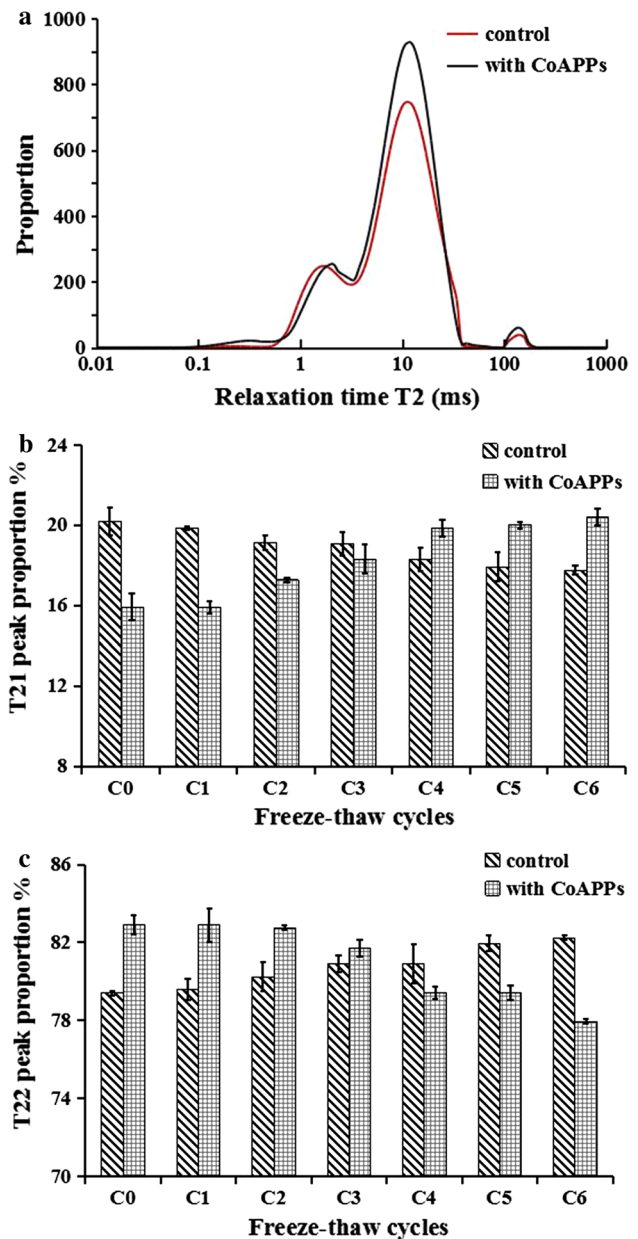 a
1000
800
600
400
200
0
Proportion
control
with CoAPPs
0.01 0.1 1 10 100 1000
Relaxation time T2 (ms)
b
24
20
16
12
8
T21 peak proportion %
control
with CoAPPs
C0 C1 C2 C3 C4 C5 C6
Freeze-thaw cycles
c
86
82
78
74
70
T22 peak proportion %
control
with CoAPPs
C0 C1 C2 C3 C4 C5 C6
Freeze-thaw cycles